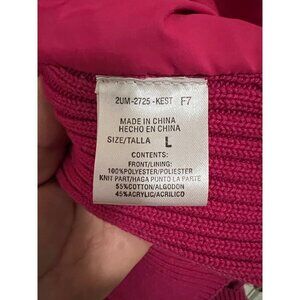 2UM-2725-KEST F7
MADE IN CHINA
HECHO EN CHINA
SIZE/TALLA L
CONTENTS:
FRONT/LINING:
100%POLYESTER/POLIESTER
KNIT PART/HAGA PUNTO LA PARTE
55%COTTON/ALGODON
45%ACRYLIC/ACRILICO